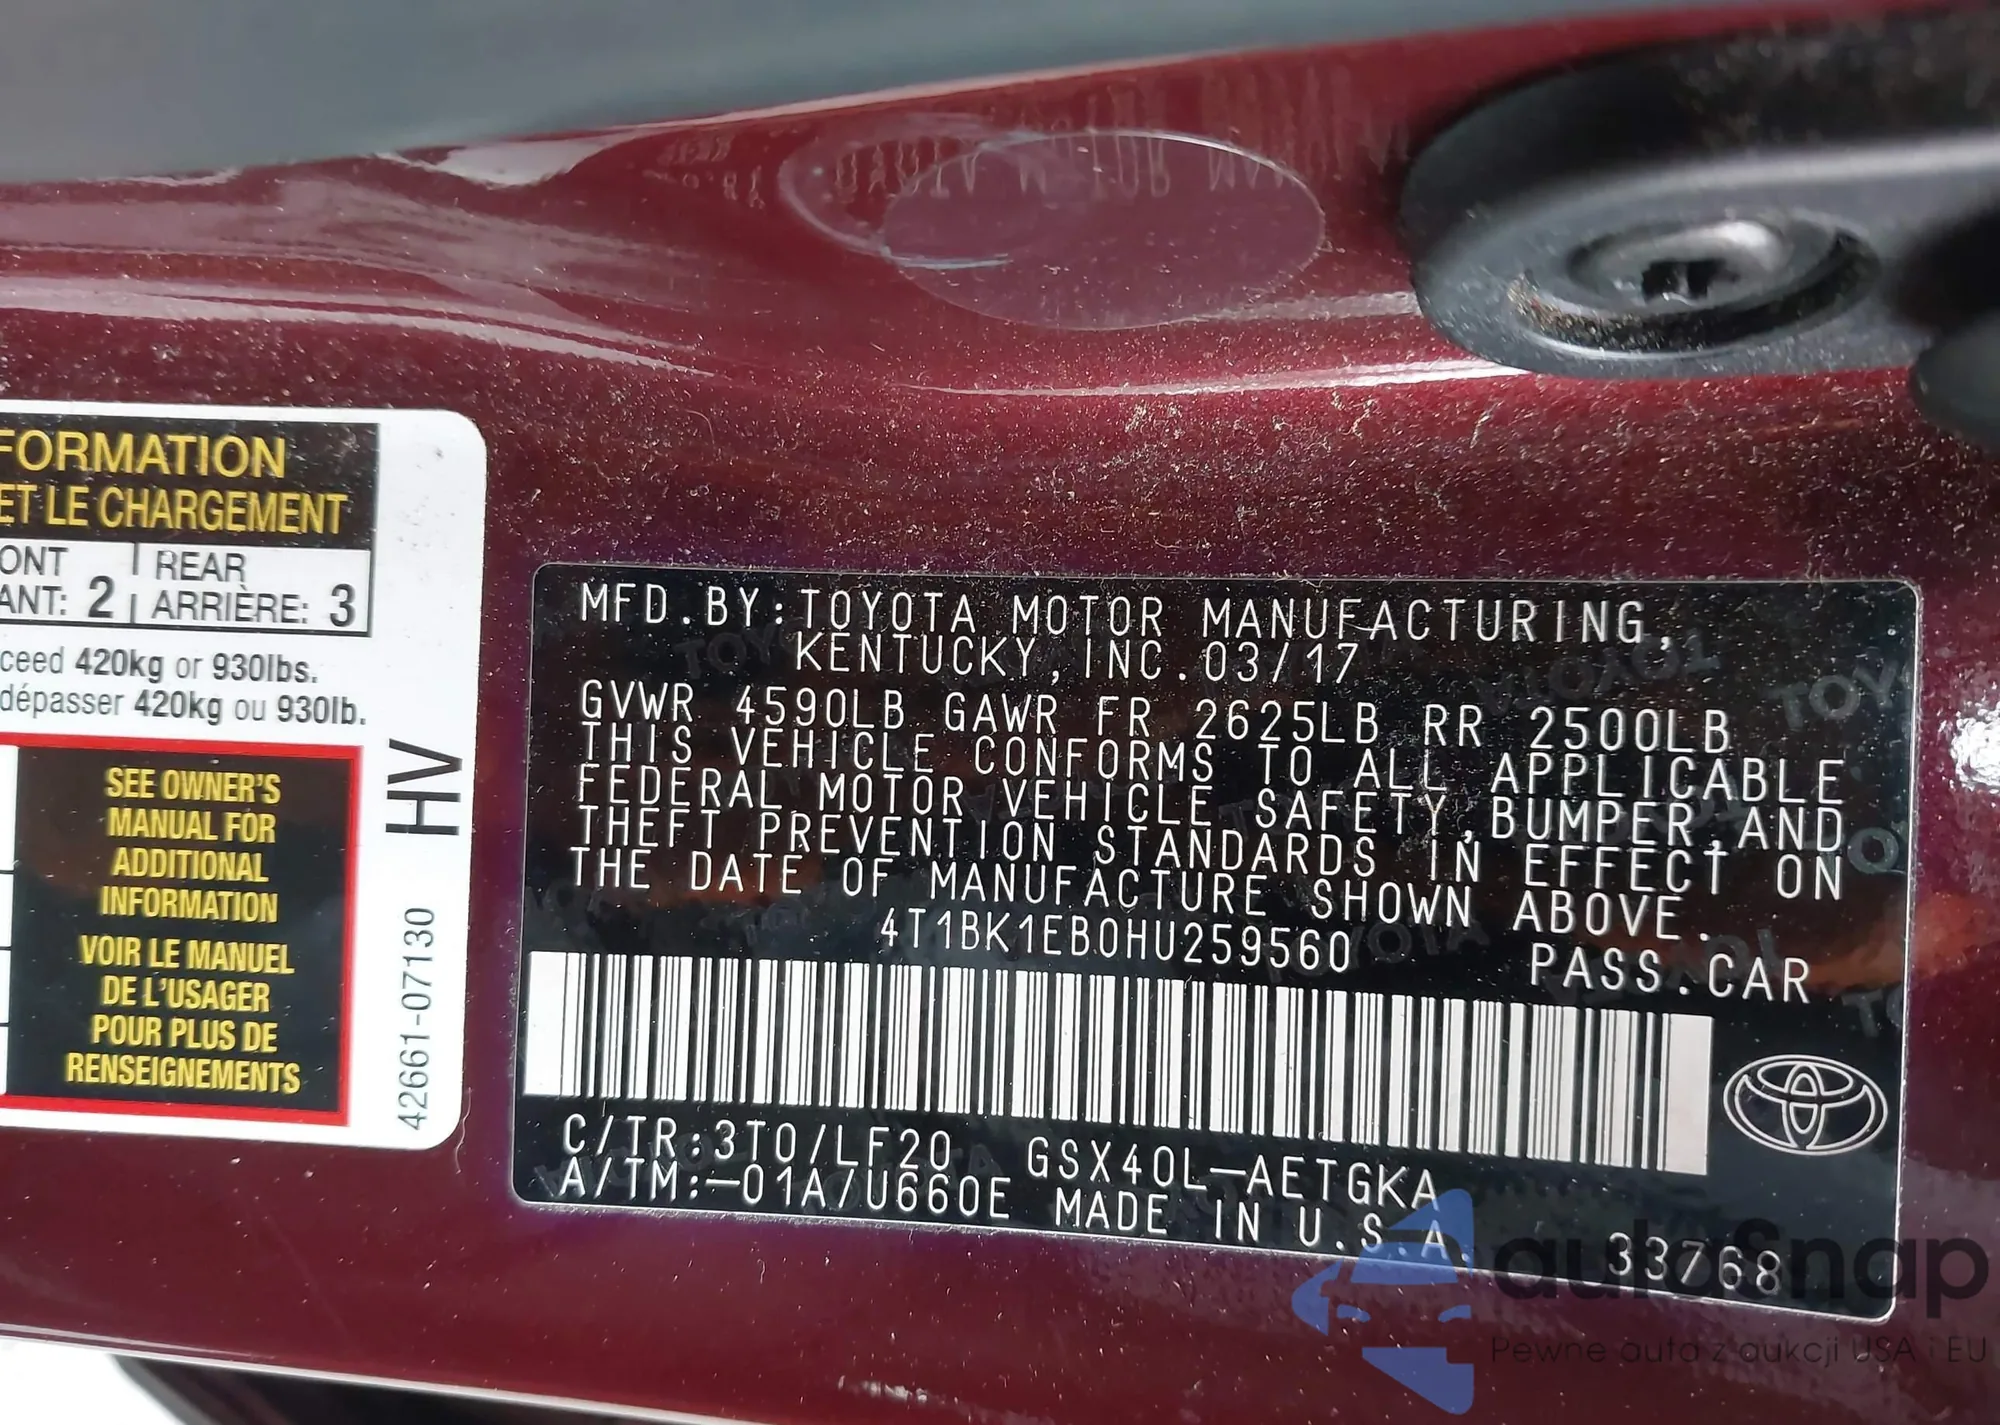 FORMATION
ET LE CHARGEMENT
ONT REAR
ANT: 2 ARRIÈRE: 3
ceed 420kg or 930lbs.
dépasser 420kg ou 930lb.
SEE OWNER'S
MANUAL FOR
ADDITIONAL
INFORMATION
VOIR LE MANUEL
DE L'USAGER
POUR PLUS DE
RENSEIGNEMENTS
HV
42661-07130
MFD.BY:TOYOTA MOTOR MANUFACTURING,
KENTUCKY,INC.03/17
GVWR 4590LB GAWR FR 2625LB RR 2500LB
THIS VEHICLE CONFORMS TO ALL APPLICABLE
FEDERAL MOTOR VEHICLE SAFETY,BUMPER,AND
THEFT PREVENTION STANDARDS IN EFFECT ON
THE DATE OF MANUFACTURE SHOWN ABOVE.
4T1BK1EB0HU259560 PASS.CAR
C/TR:3T0/LF20 GSX40L-AETGKA
A/TM:-01A/U660E MADE IN U.S.A.
33768
autoSnap
Pewne auta z aukcji USA i EU